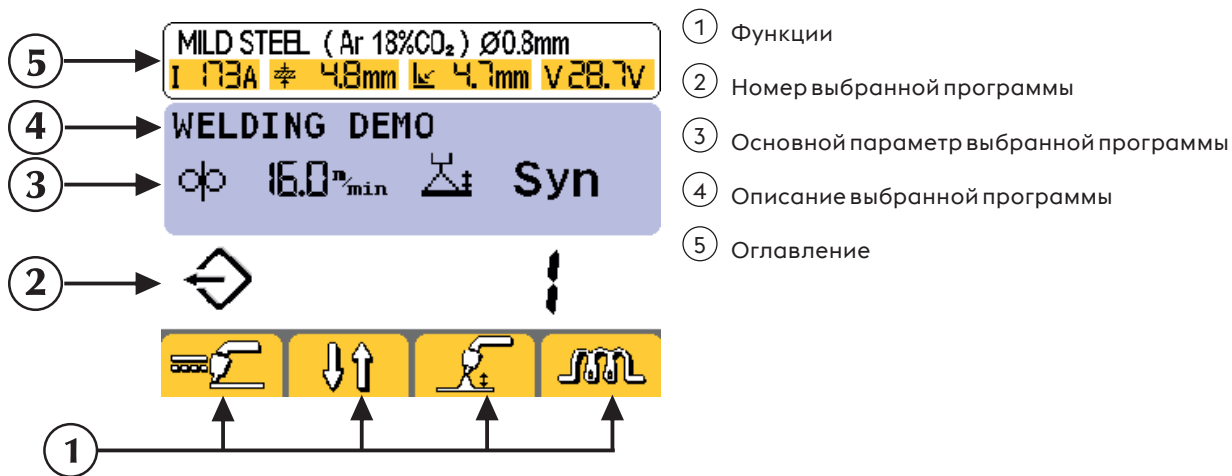 MILD STEEL ( Ar 18%CO₂ ) Ø0.8mm
I 173A 4.8mm 4.7mm V 28.7V
WELDING DEMO
16.0 m/min Syn
1
5
4
3
2
1
1 Функции
2 Номер выбранной программы
3 Основной параметр выбранной программы
4 Описание выбранной программы
5 Оглавление